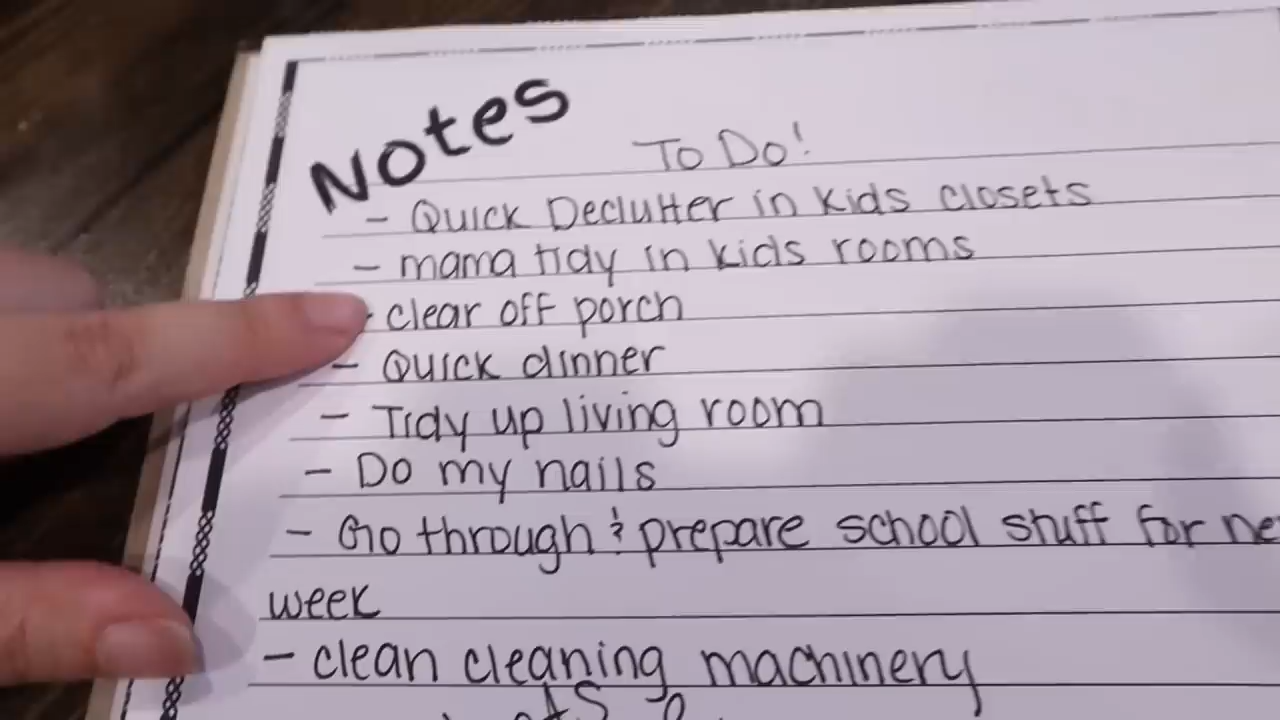 Notes
To Do!
- Quick Declutter in kids closets
- mama tidy in kids rooms
- clear off porch
- Quick dinner
- Tidy up living room
- Do my nails
- Go through & prepare school stuff for
week
- clean cleaning machinery